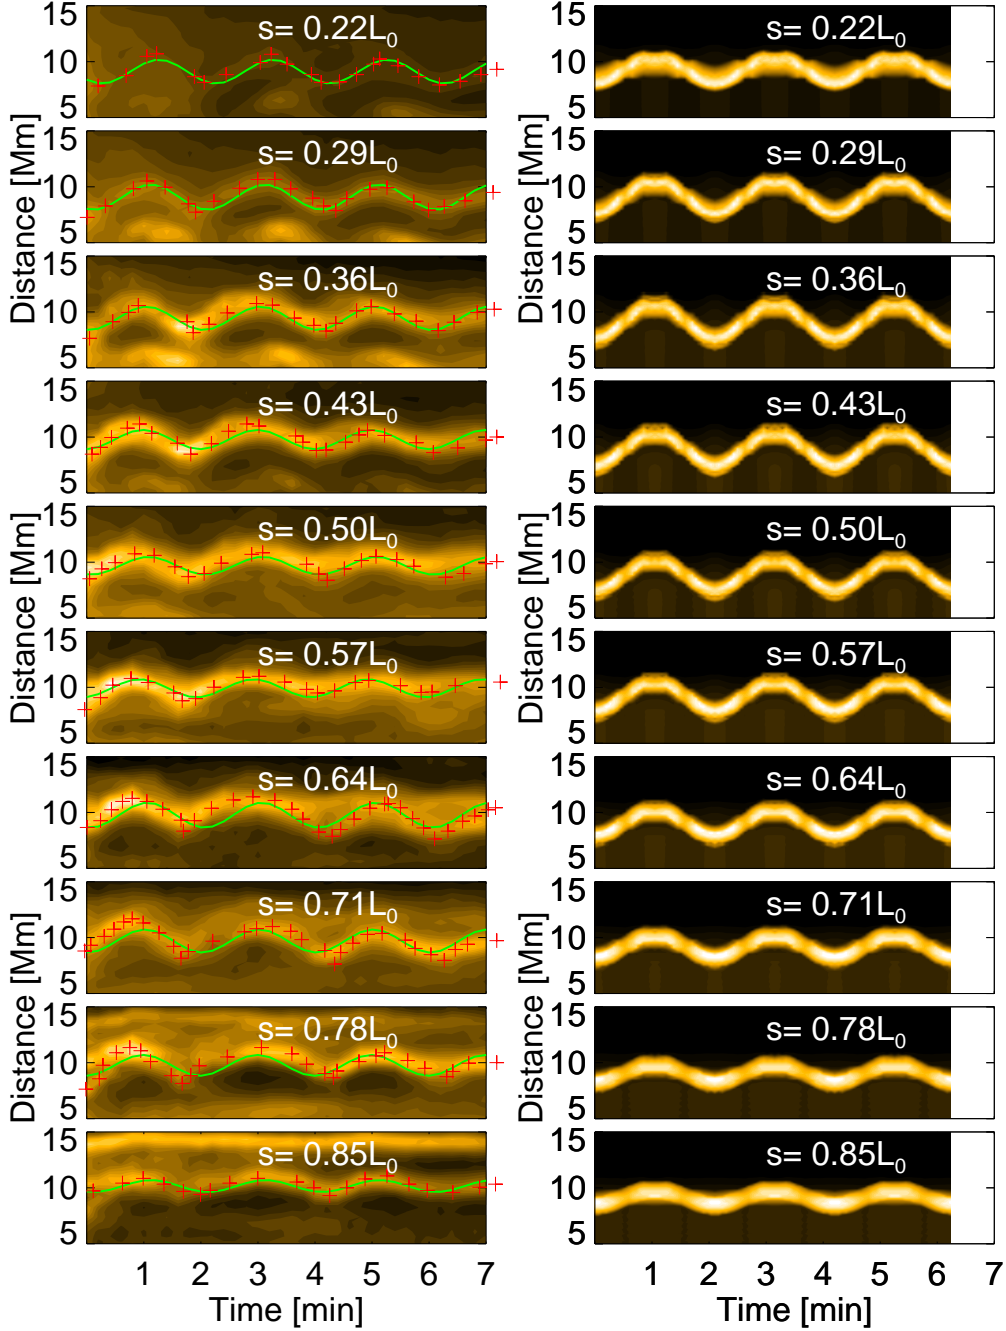 s= 0.22L0
10
5
s= 0.22L0
10
5
15
s= 0.29L0
10
5
15
s= 0.29L0
10
5
15
s= 0.36L0
10
5
15
s= 0.36L0
10
5
15
s= 0.43L0
10
5
15
s= 0.43L0
10
5
15
s= 0.50L0
10
5
15
s= 0.50L0
10
5
15
s= 0.57L0
10
5
15
s= 0.57L0
10
5
15
s= 0.64L0
10
5
15
s= 0.64L0
10
5
15
s= 0.71L0
10
5
15
s= 0.71L0
10
5
15
s= 0.78L0
10
5
15
s= 0.78L0
10
5
15
s= 0.85L0
10
5
15
s= 0.85L0
10
5
Distance [Mm]
Distance [Mm]
Distance [Mm]
Distance [Mm]
Distance [Mm]
Distance [Mm]
1 2 3 4 5 6 7
Time [min]
1 2 3 4 5 6 7
Time [min]